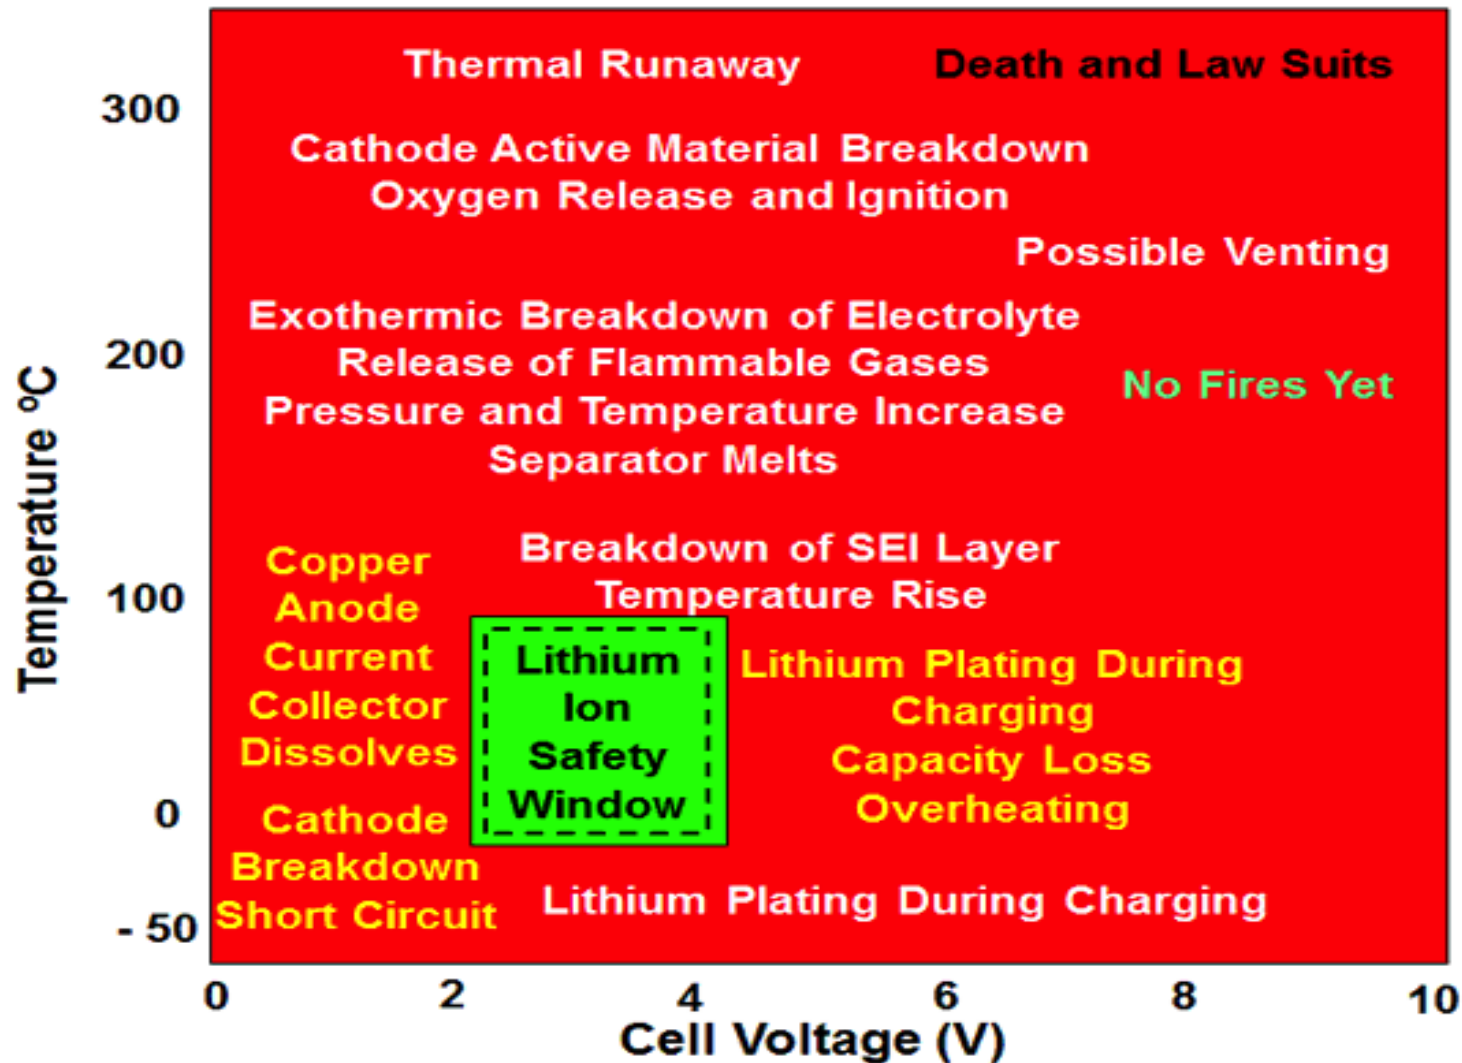 Thermal Runaway
Death and Law Suits
300
Cathode Active Material Breakdown
Oxygen Release and Ignition
Possible Venting
Exothermic Breakdown of Electrolyte
200
Release of Flammable Gases
No Fires Yet
Pressure and Temperature Increase
Separator Melts
Temperature ºC
Breakdown of SEI Layer
Temperature Rise
100
Copper
Anode
Current
Collector
Dissolves
Lithium
Ion
Safety
Window
Lithium Plating During
Charging
Capacity Loss
Overheating
0
Cathode
Breakdown
Short Circuit
Lithium Plating During Charging
- 50
0
2
4
6
8
10
Cell Voltage (V)